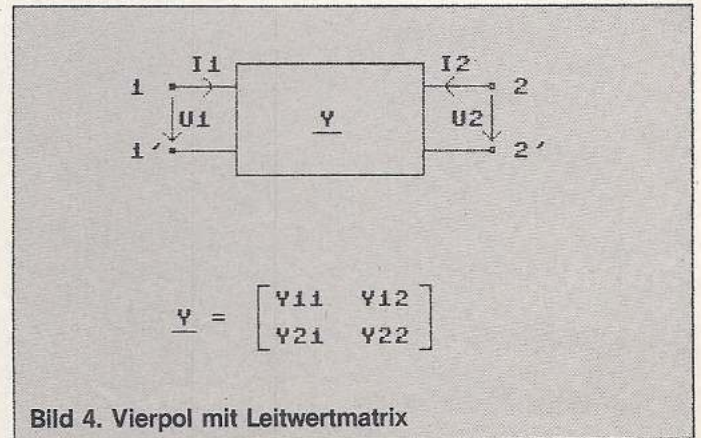 I1 I2
1 2
U1 Y U2
1' 2'
Y = [ Y11 Y12
Y21 Y22 ]
Bild 4. Vierpol mit Leitwertmatrix